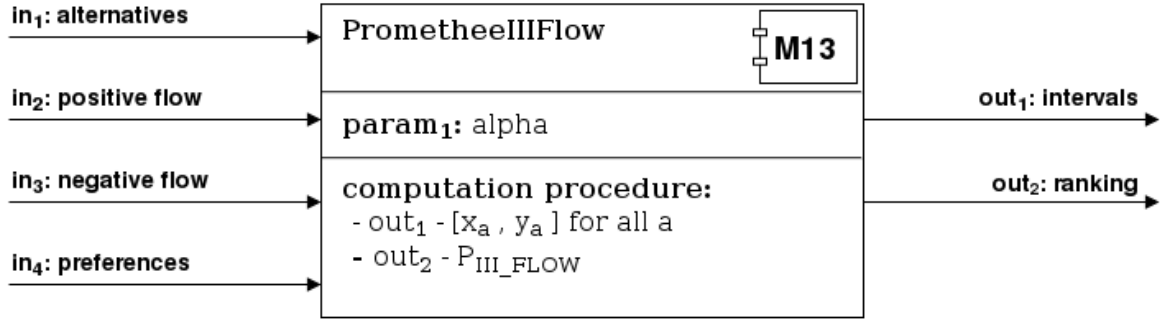 in₁: alternatives
PrometheeIIIFlow
M13
in₂: positive flow
out₁: intervals
param₁: alpha
in₃: negative flow
out₂: ranking
computation procedure:
- out₁ - [xₐ , yₐ ] for all a
- out₂ - P_III_FLOW
in₄: preferences